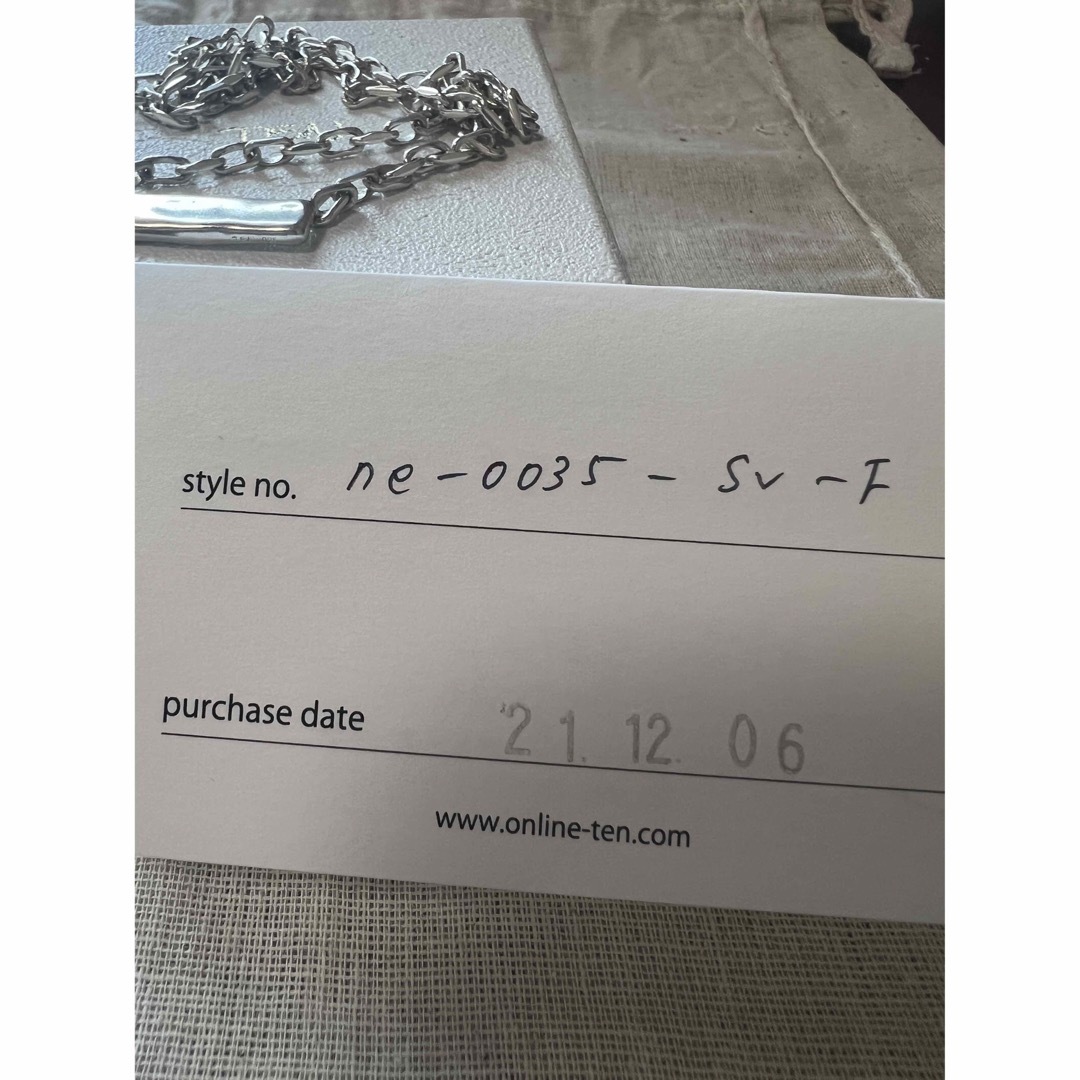 style no. ne-0035-Sv-F
purchase date '21.12.06
www.online-ten.com